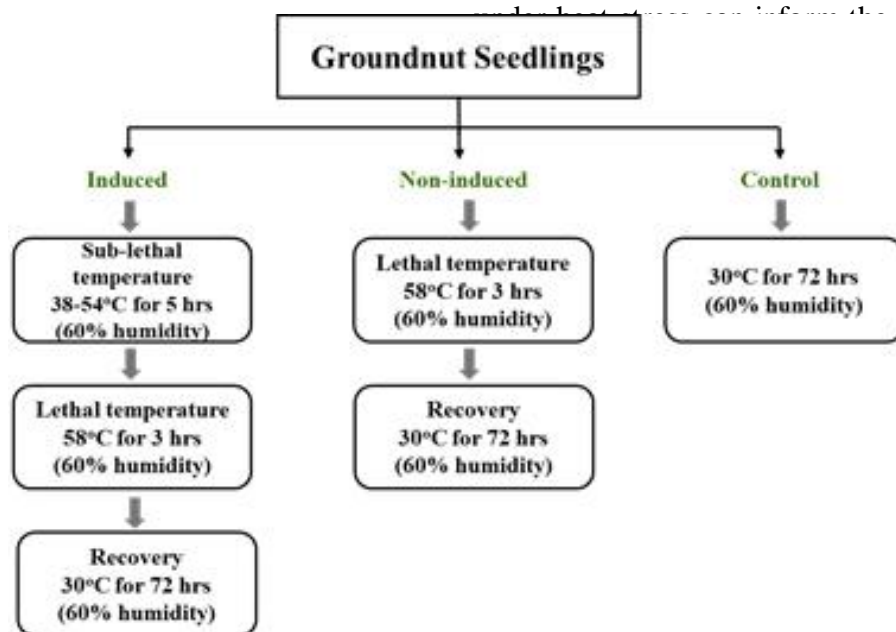 Groundnut Seedlings
Induced
Non-induced
Control
Sub-lethal
temperature
38-54°C for 5 hrs
(60% humidity)
Lethal temperature
58°C for 3 hrs
(60% humidity)
Recovery
30°C for 72 hrs
(60% humidity)
Lethal temperature
58°C for 3 hrs
(60% humidity)
Recovery
30°C for 72 hrs
(60% humidity)
30°C for 72 hrs
(60% humidity)